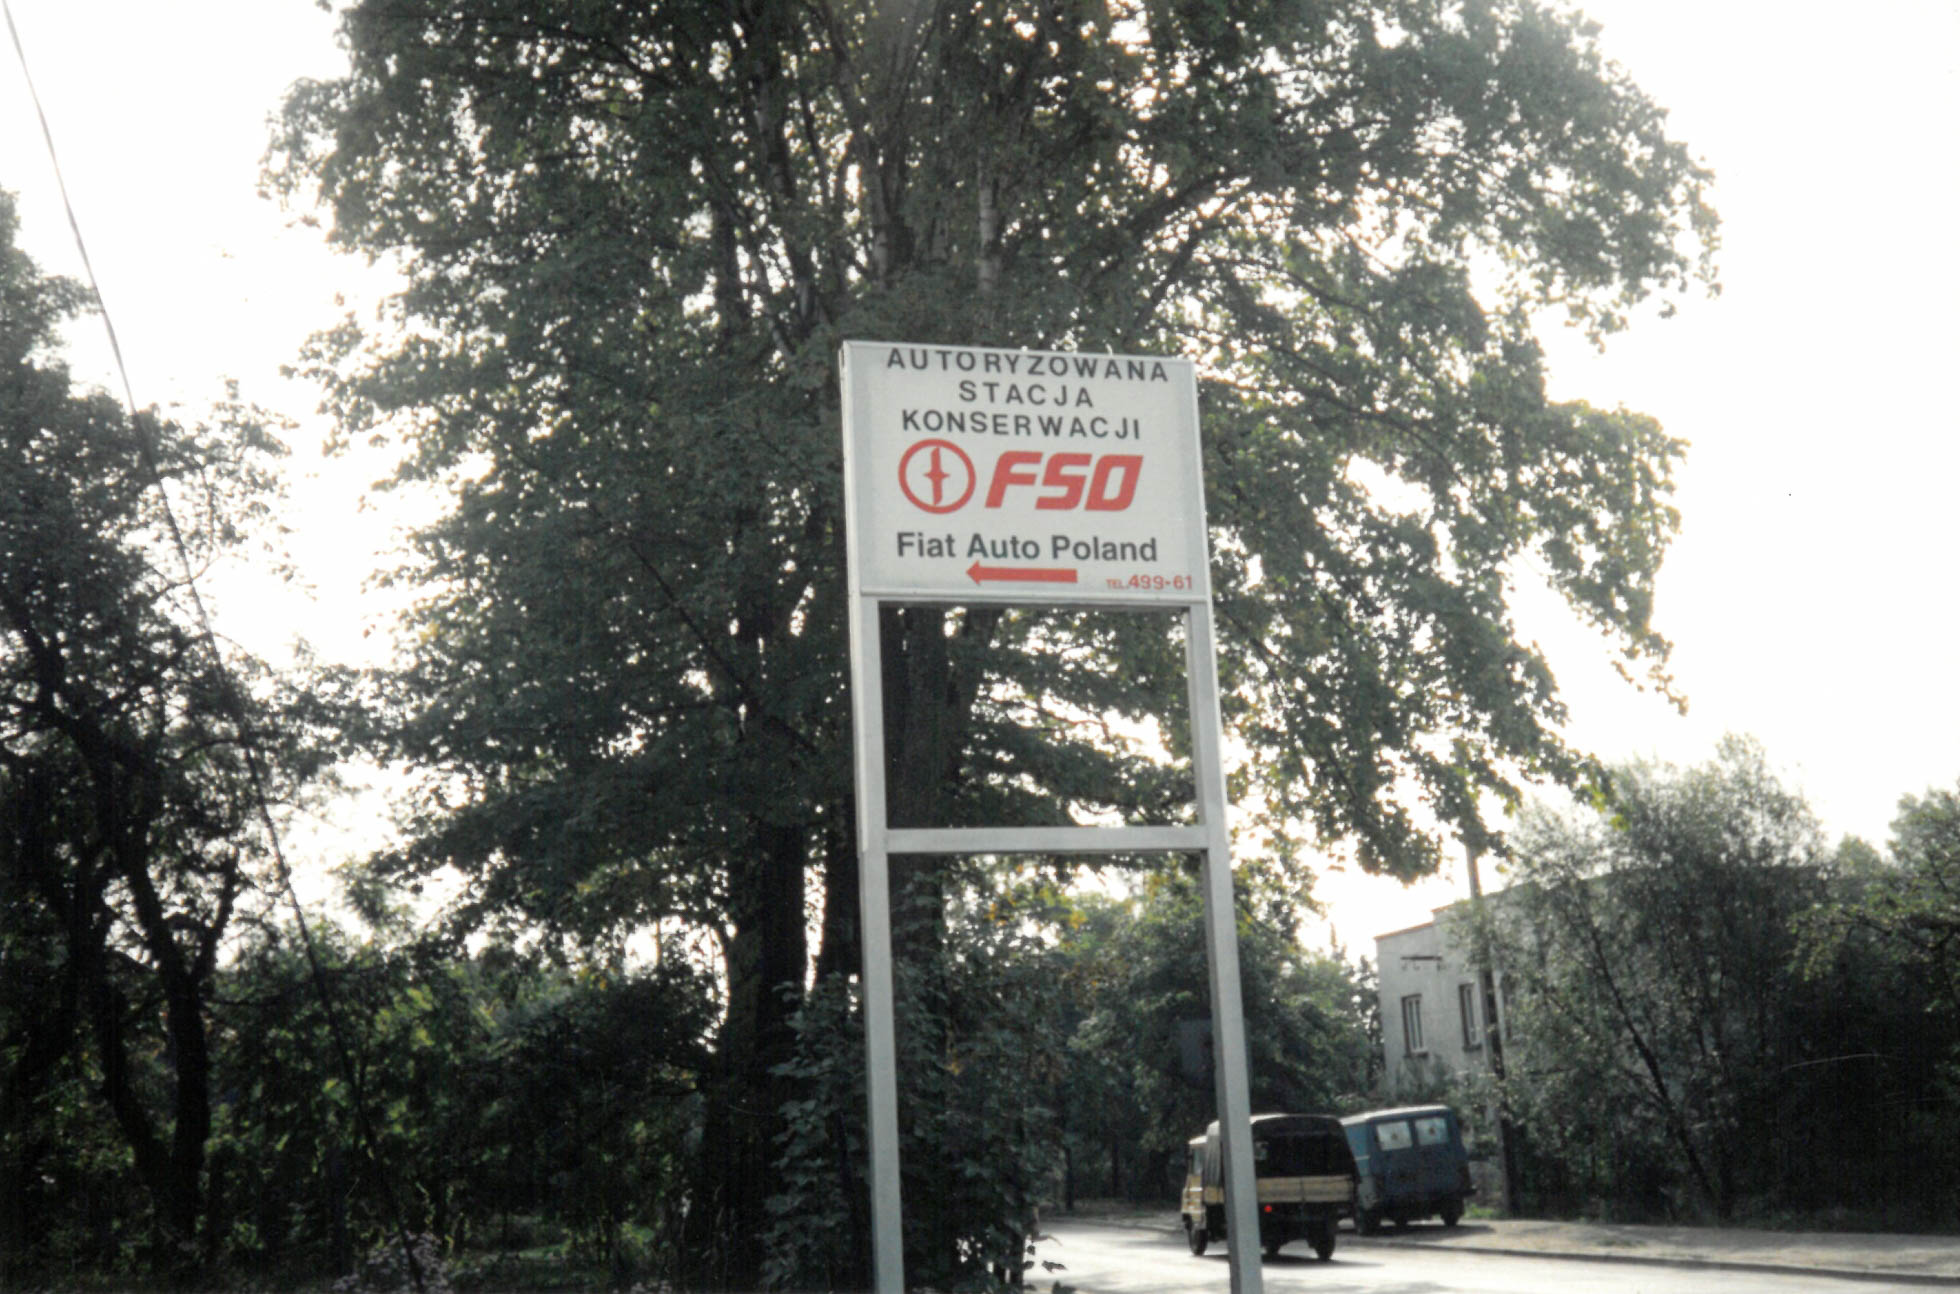 AUTORYZOWANA
STACJA
KONSERWACJI
FSO
Fiat Auto Poland
TEL.499-61